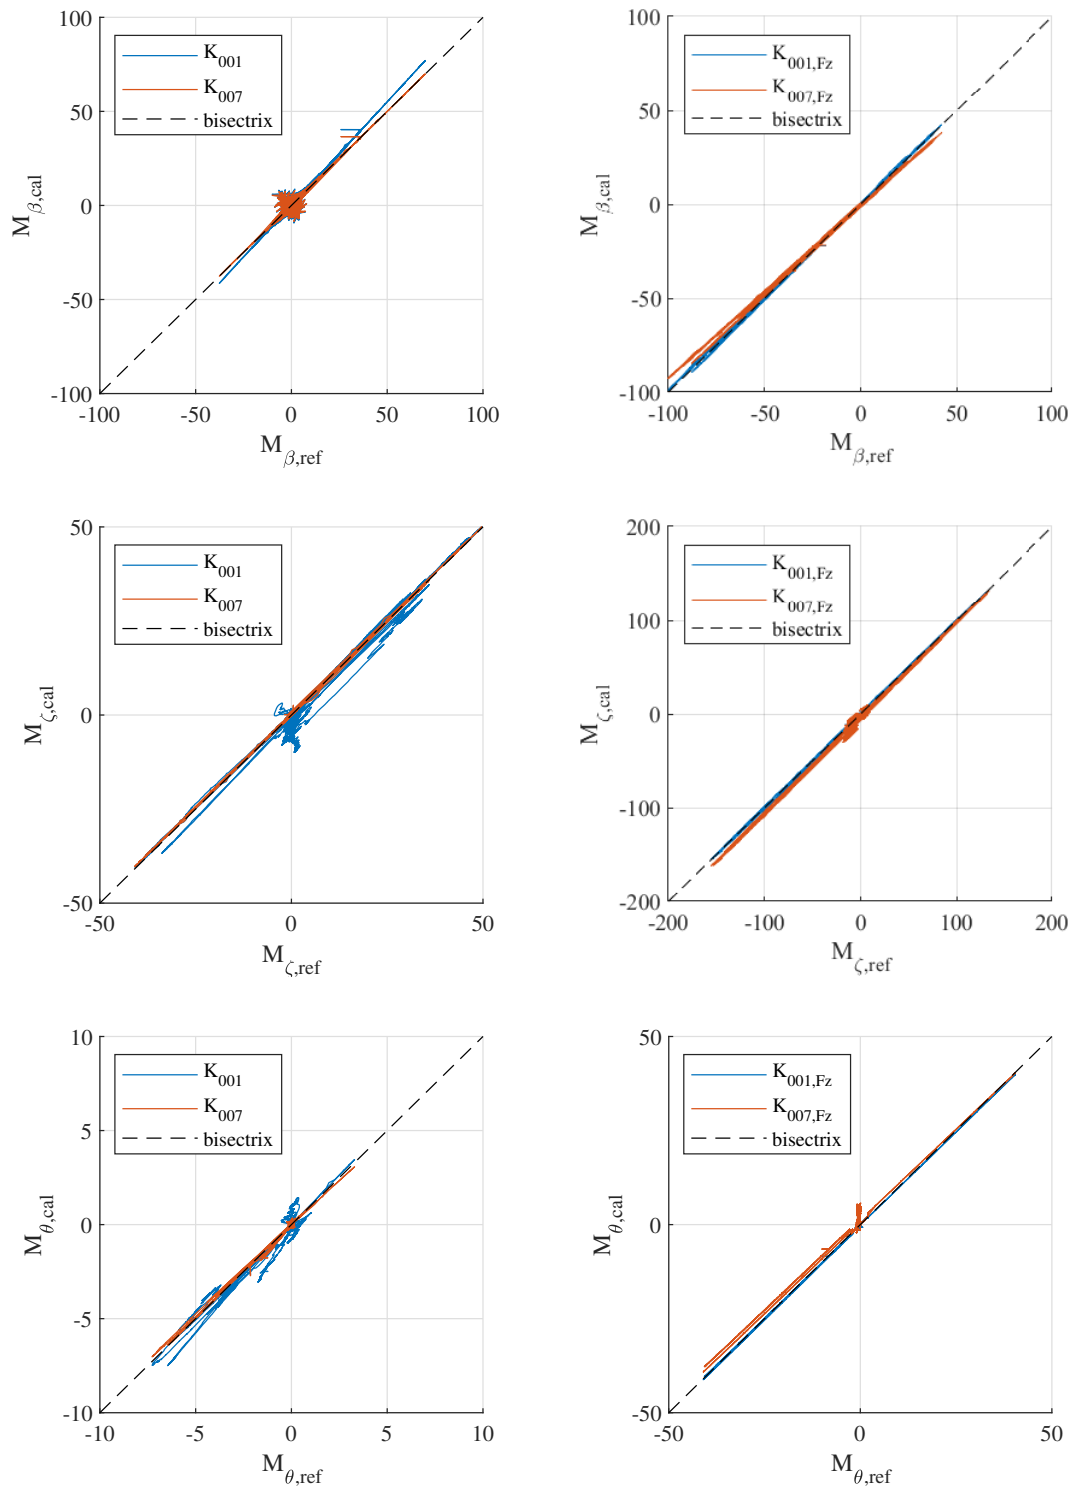 100
50
0
-50
-100
-100 -50 0 50 100
M_β,cal
M_β,ref
K_001
K_007
bisectrix
100
50
0
-50
-100
-100 -50 0 50 100
M_β,cal
M_β,ref
K_001,Fz
K_007,Fz
bisectrix
50
0
-50
-50 0 50
M_ζ,cal
M_ζ,ref
K_001
K_007
bisectrix
200
100
0
-100
-200
-200 -100 0 100 200
M_ζ,cal
M_ζ,ref
K_001,Fz
K_007,Fz
bisectrix
10
5
0
-5
-10
-10 -5 0 5 10
M_θ,cal
M_θ,ref
K_001
K_007
bisectrix
50
0
-50
-50 0 50
M_θ,cal
M_θ,ref
K_001,Fz
K_007,Fz
bisectrix